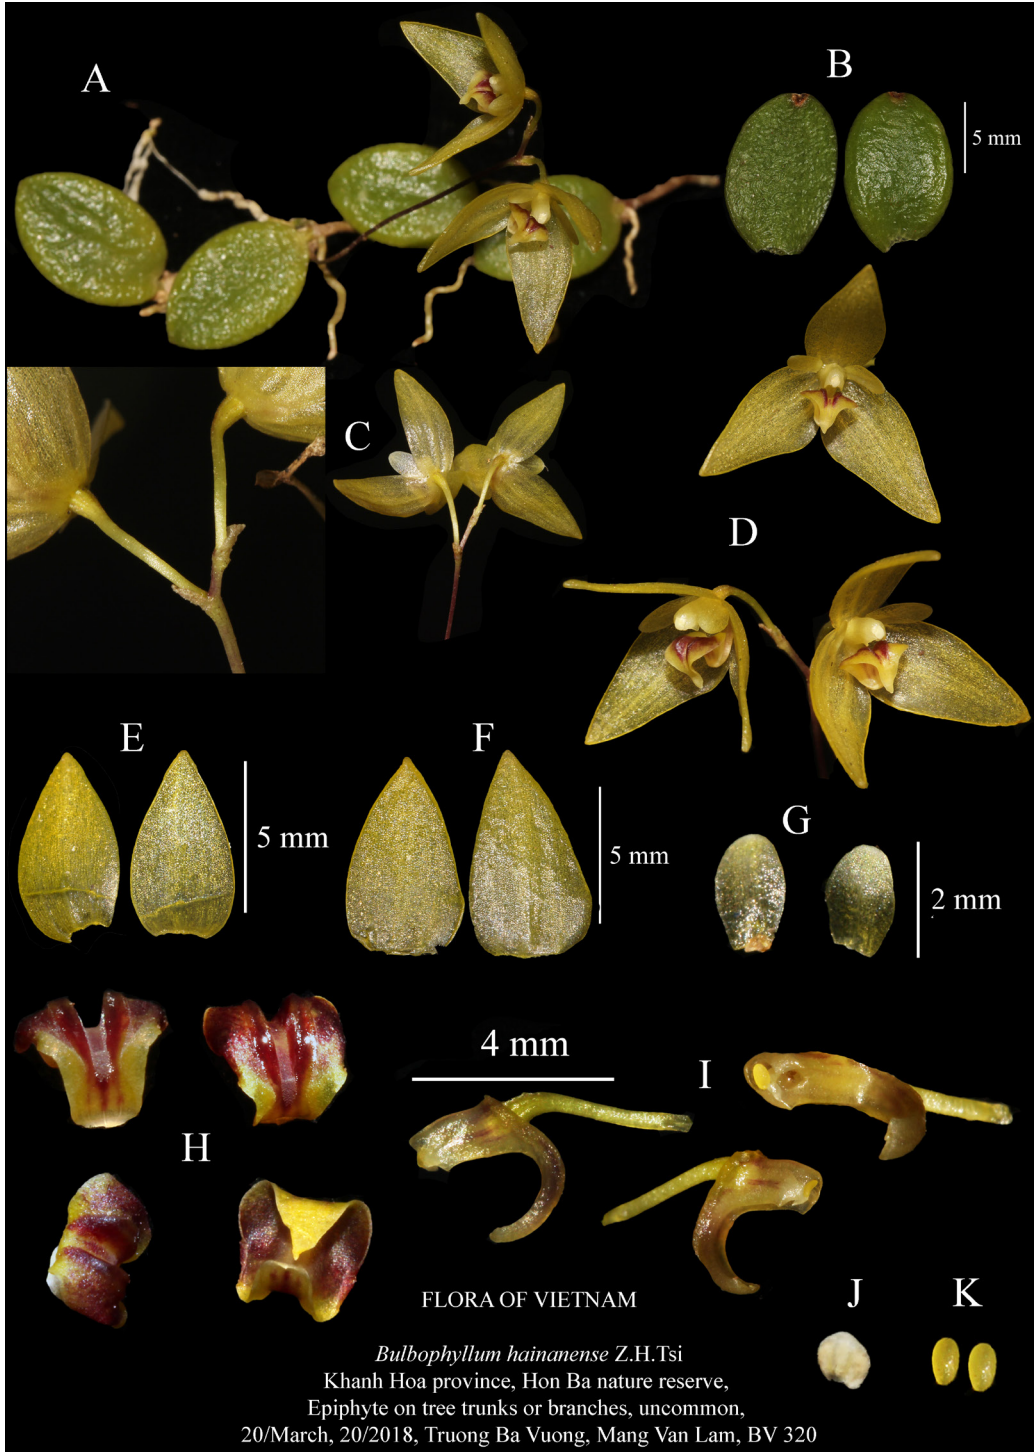 A
B
5 mm
C
D
E
F
5 mm
5 mm
G
2 mm
4 mm
I
H
FLORA OF VIETNAM
J
K
Bulbophyllum hainanense Z.H.Tsi
Khanh Hoa province, Hon Ba nature reserve,
Epiphyte on tree trunks or branches, uncommon,
20/March, 20/2018, Truong Ba Vuong, Mang Van Lam, BV 320